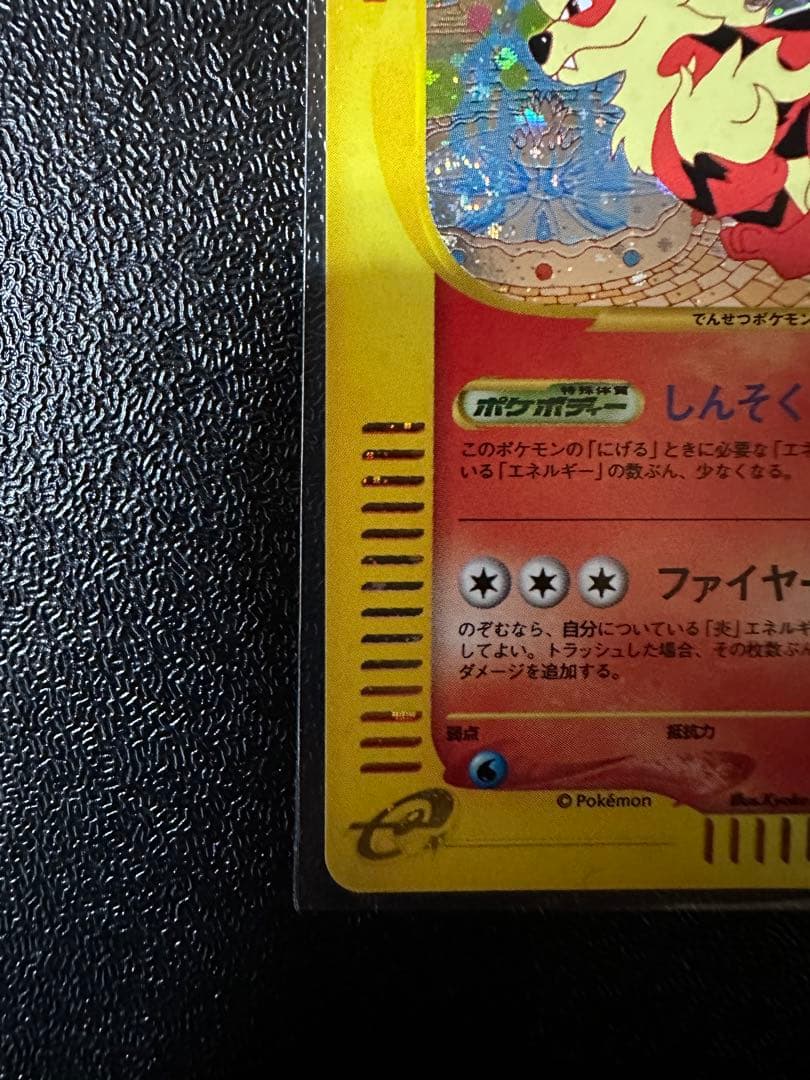 でんせつポケモン
特殊体質
ポケボディー しんそく
このポケモンの「にげる」ときに必要な「エネ
いる「エネルギー」の数ぶん、少なくなる。
ファイヤー
のぞむなら、自分についている「炎」エネルギ
してよい。トラッシュした場合、その枚数ぶん
ダメージを追加する。
弱点 抵抗力
© Pokémon Illus. Kyoko
e